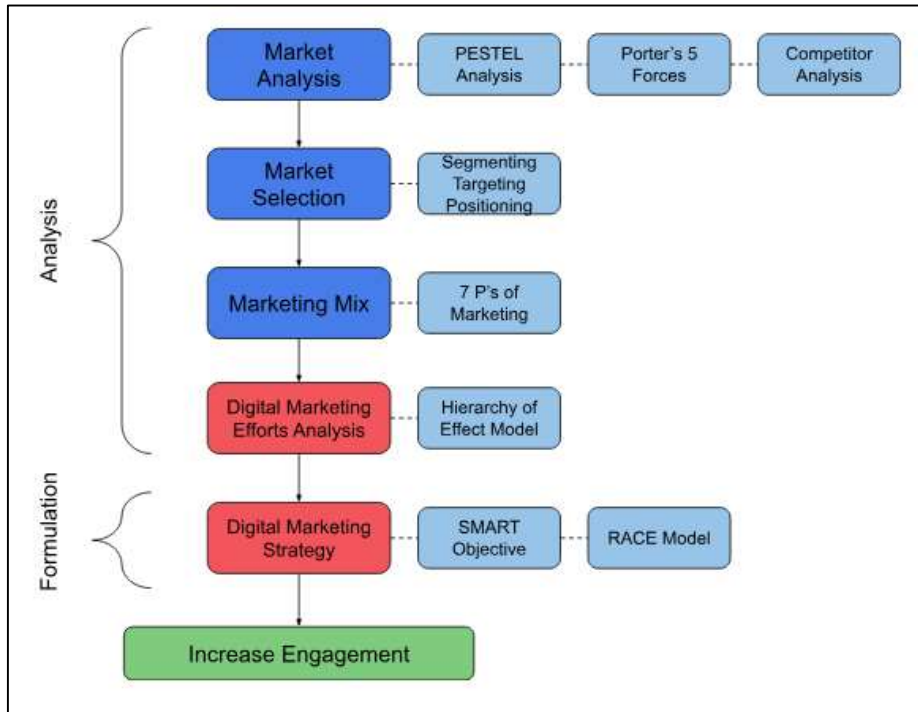 Market
Analysis
PESTEL
Analysis
Porter's 5
Forces
Competitor
Analysis
Analysis
Market
Selection
Segmenting
Targeting
Positioning
Marketing Mix
7 P's of
Marketing
Digital Marketing
Efforts Analysis
Hierarchy of
Effect Model
Formulation
Digital Marketing
Strategy
SMART
Objective
RACE Model
Increase Engagement